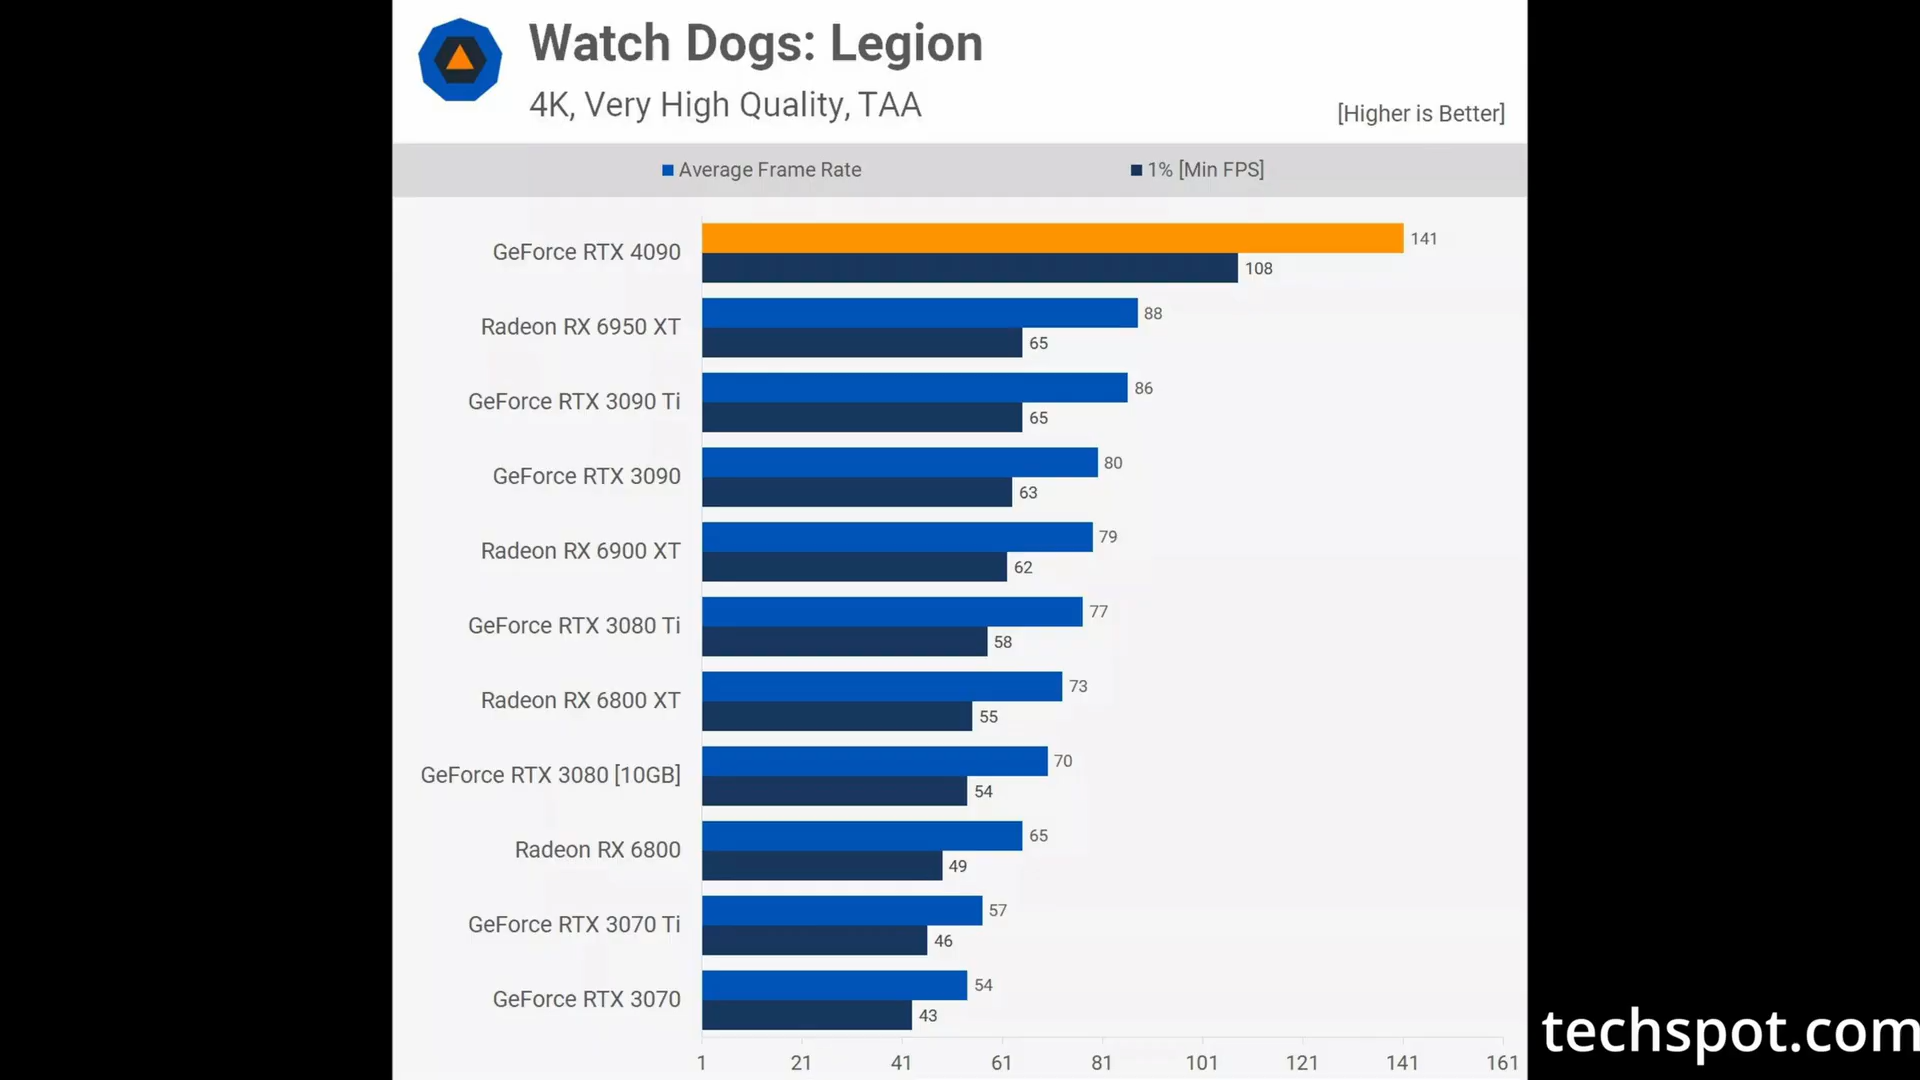 Watch Dogs: Legion
4K, Very High Quality, TAA
[Higher is Better]
Average Frame Rate 1% [Min FPS]
GeForce RTX 4090 141 108
Radeon RX 6950 XT 88 65
GeForce RTX 3090 Ti 86 65
GeForce RTX 3090 80 63
Radeon RX 6900 XT 79 62
GeForce RTX 3080 Ti 77 58
Radeon RX 6800 XT 73 55
GeForce RTX 3080 [10GB] 70 54
Radeon RX 6800 65 49
GeForce RTX 3070 Ti 57 46
GeForce RTX 3070 54 43
1 21 41 61 81 101 121 141 161
techspot.com